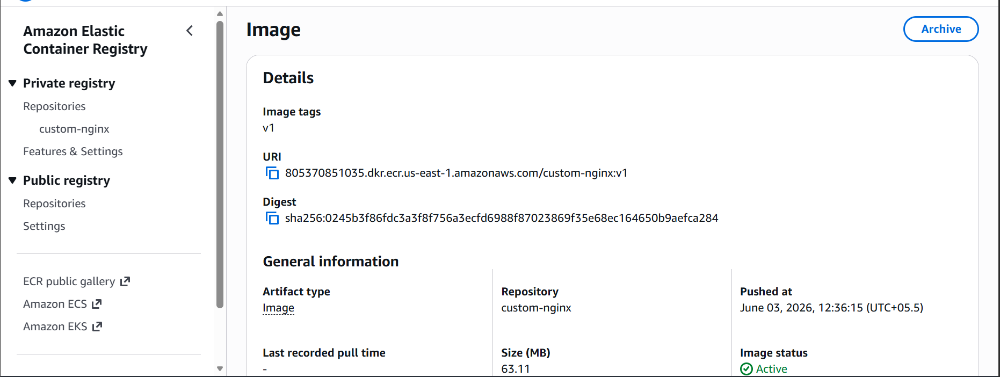 Amazon Elastic
Container Registry
Private registry
Repositories
custom-nginx
Features & Settings
Public registry
Repositories
Settings
ECR public gallery
Amazon ECS
Amazon EKS
Image
Archive
Details
Image tags
v1
URI
805370851035.dkr.ecr.us-east-1.amazonaws.com/custom-nginx:v1
Digest
sha256:0245b3f86fdc3a3f8f756a3ecfd6988f87023869f35e68ec164650b9aefca284
General information
Artifact type
Image
Repository
custom-nginx
Pushed at
June 03, 2026, 12:36:15 (UTC+05.5)
Last recorded pull time
-
Size (MB)
63.11
Image status
Active